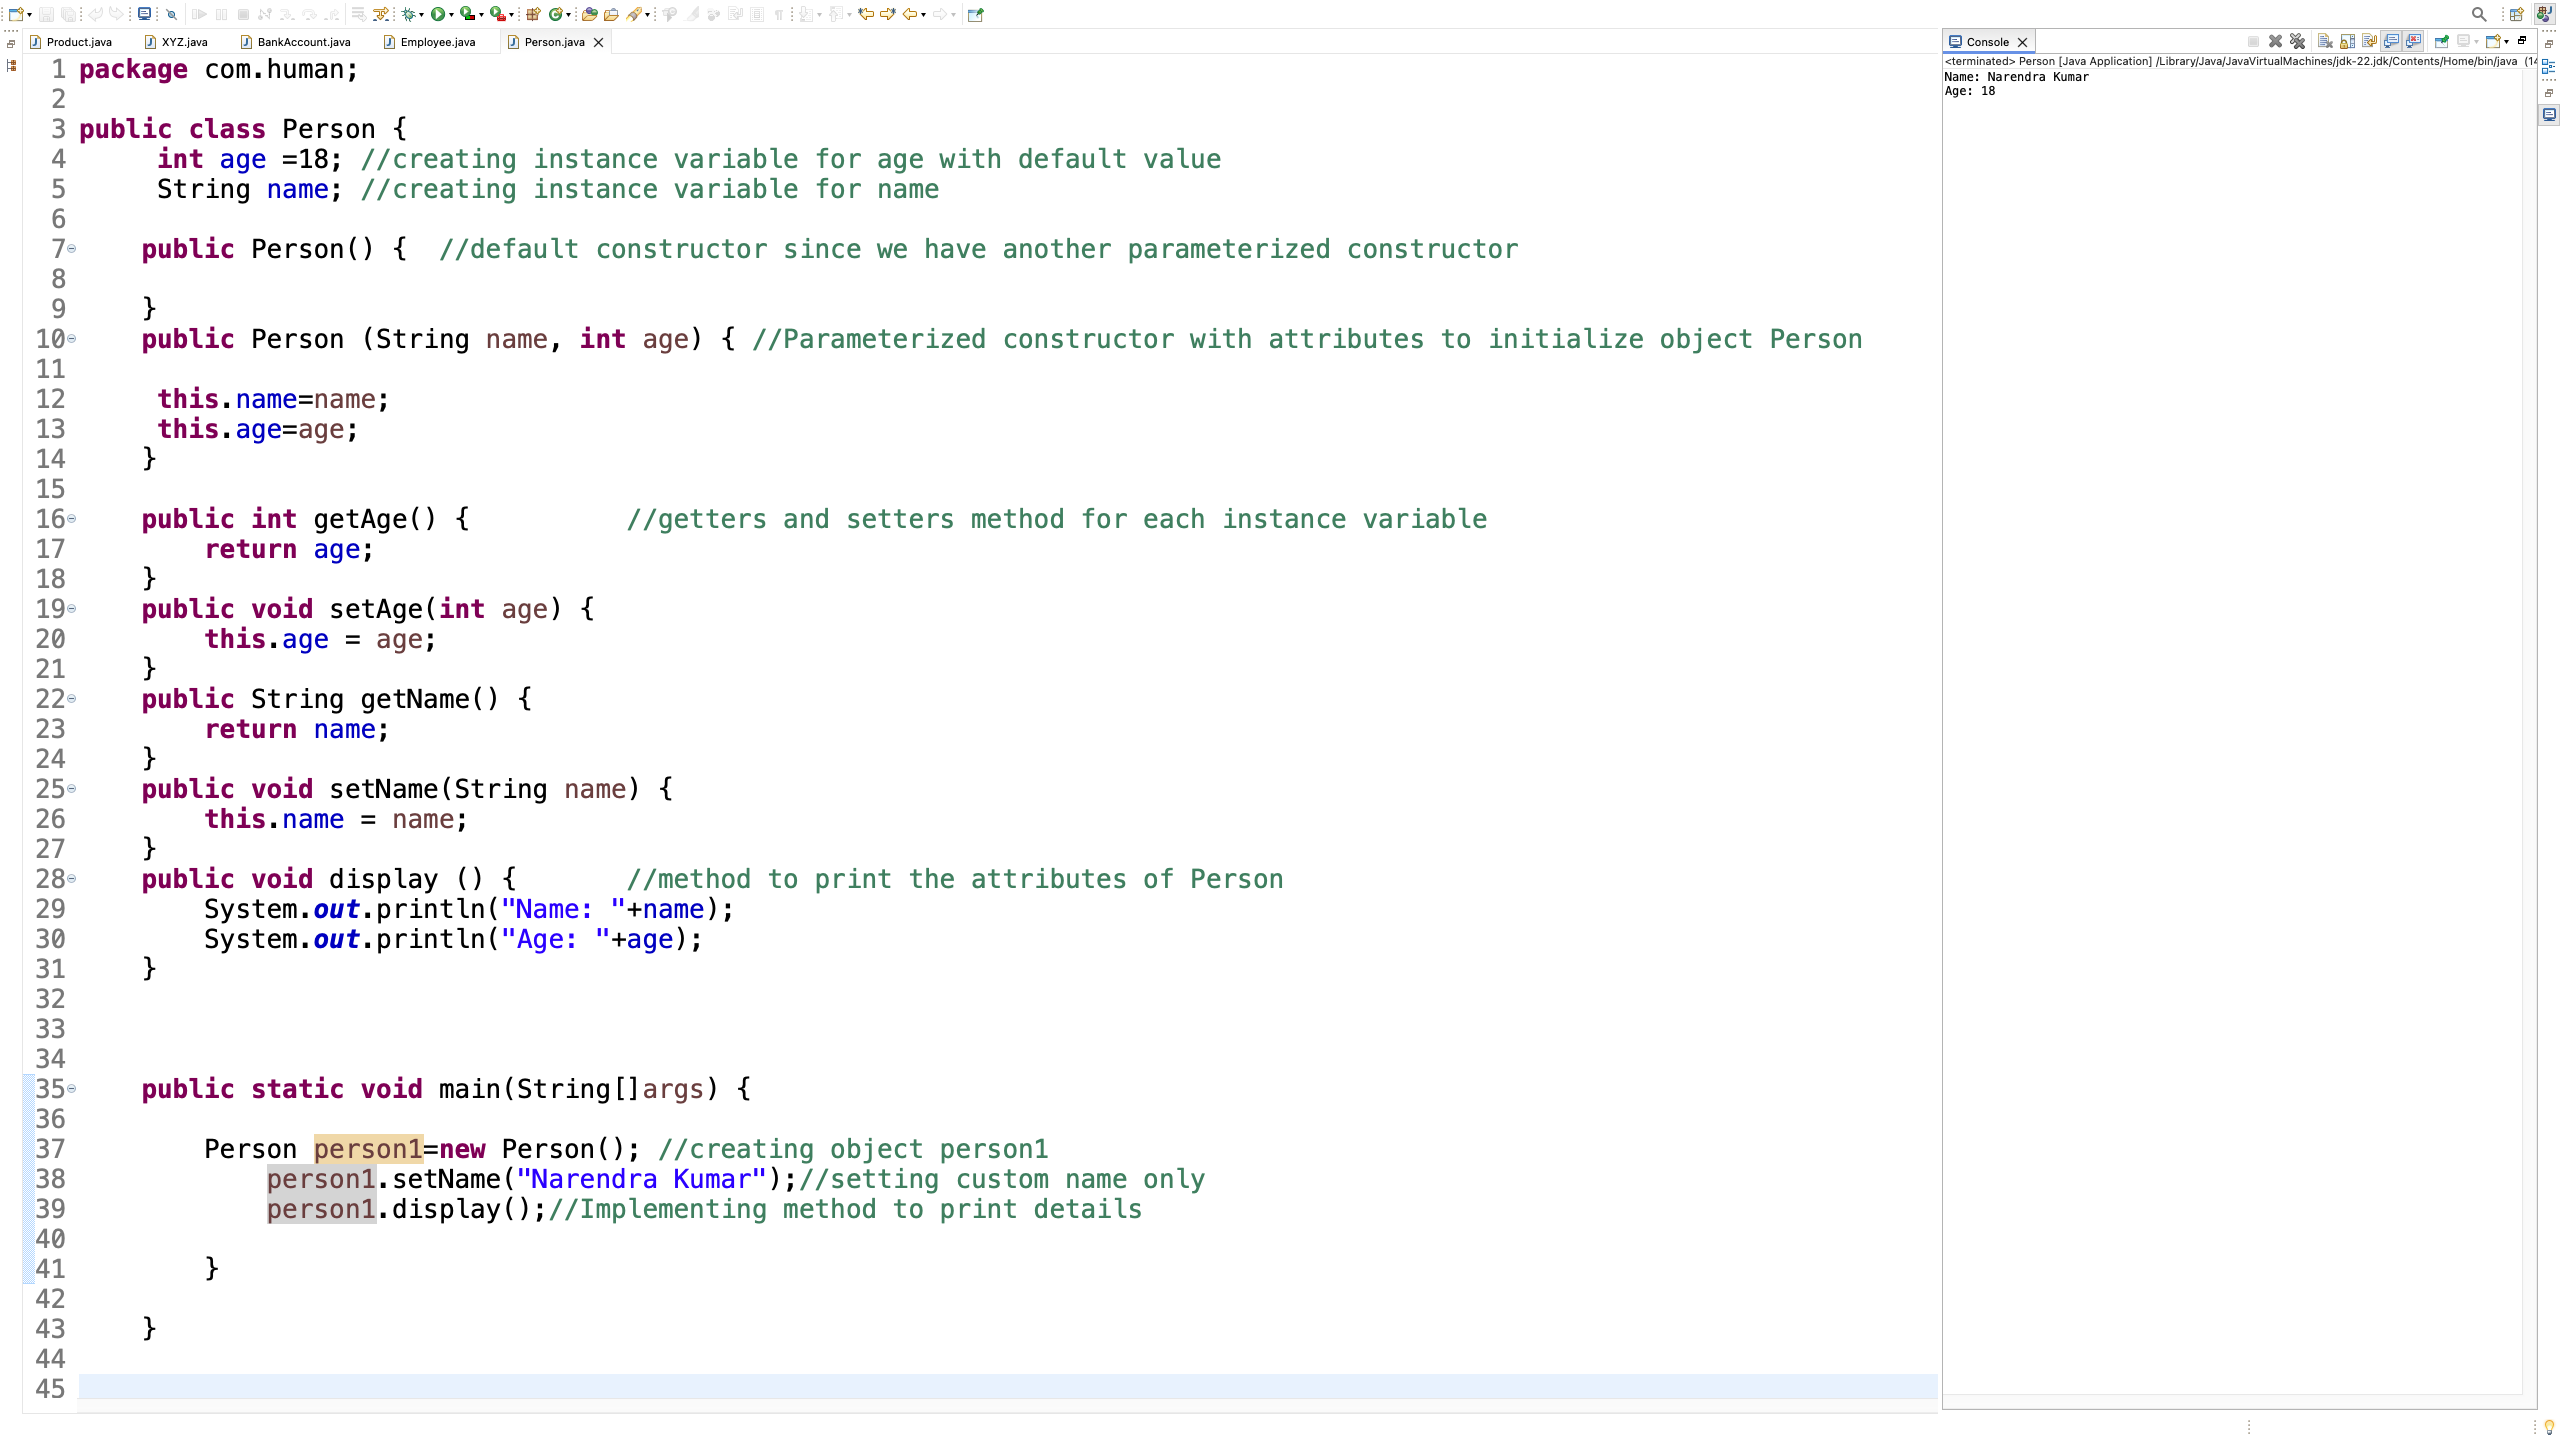 Product.java XYZ.java BankAccount.java Employee.java Person.java
1 package com.human;
2
3 public class Person {
4 int age =18; //creating instance variable for age with default value
5 String name; //creating instance variable for name
6
7 public Person() { //default constructor since we have another parameterized constructor
8
9 }
10 public Person (String name, int age) { //Parameterized constructor with attributes to initialize object Person
11
12 this.name=name;
13 this.age=age;
14 }
15
16 public int getAge() { //getters and setters method for each instance variable
17 return age;
18 }
19 public void setAge(int age) {
20 this.age = age;
21 }
22 public String getName() {
23 return name;
24 }
25 public void setName(String name) {
26 this.name = name;
27 }
28 public void display () { //method to print the attributes of Person
29 System.out.println("Name: "+name);
30 System.out.println("Age: "+age);
31 }
32
33
34
35 public static void main(String[]args) {
36
37 Person person1=new Person(); //creating object person1
38 person1.setName("Narendra Kumar");//setting custom name only
39 person1.display();//Implementing method to print details
40
41 }
42
43 }
44
45
Console
<terminated> Person [Java Application] /Library/Java/JavaVirtualMachines/jdk-22.jdk/Contents/Home/bin/java (14
Name: Narendra Kumar
Age: 18